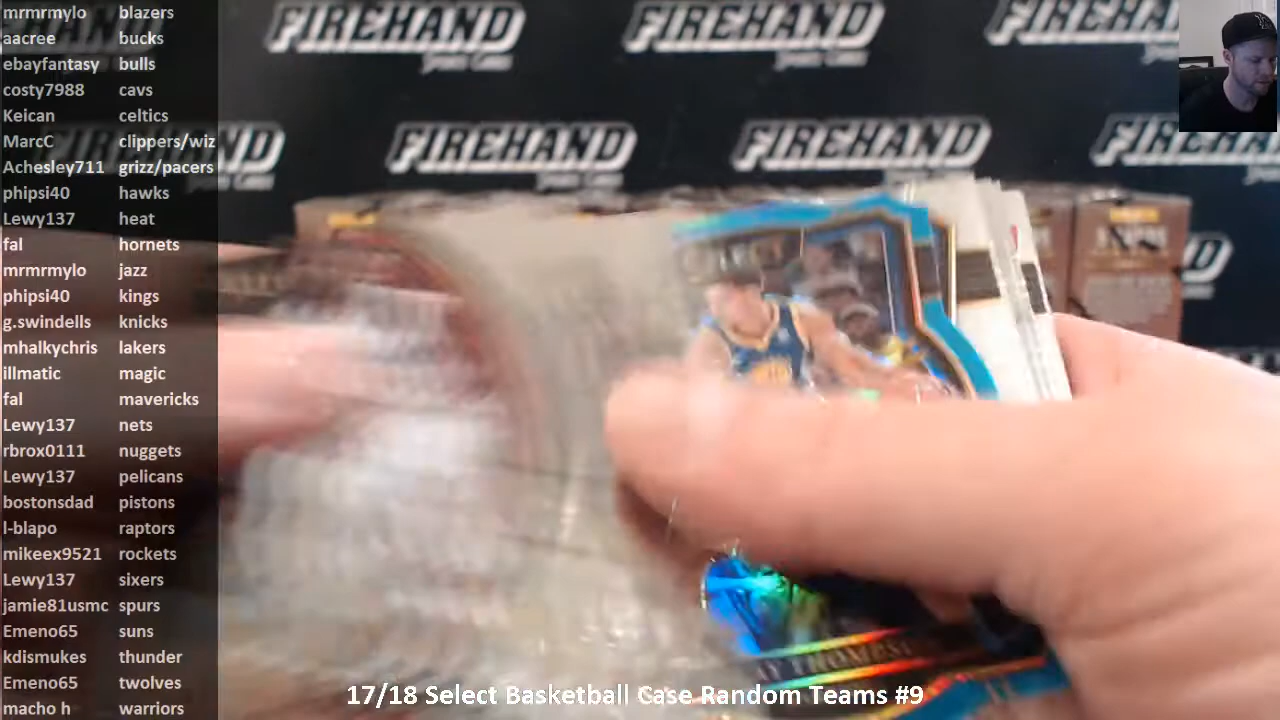 mrmrmylo blazers
aacree bucks
ebayfantasy bulls
costy7988 cavs
Keican celtics
MarcC clippers/wiz
Achesley711 grizz/pacers
phipsi40 hawks
Lewy137 heat
fal hornets
mrmrmylo jazz
phipsi40 kings
g.swindells knicks
mhalkychris lakers
illmatic magic
fal mavericks
Lewy137 nets
rbrox0111 nuggets
Lewy137 pelicans
bostonsdad pistons
l-blapo raptors
mikeex9521 rockets
Lewy137 sixers
jamie81usmc spurs
Emeno65 suns
kdismukes thunder
Emeno65 twolves
macho h warriors
FIREHAND FIREHAND FIREHAND
FIREHAND FIREHAND FIREHAND
SELECT
AY THOMPS
17/18 Select Basketball Case Random Teams #9